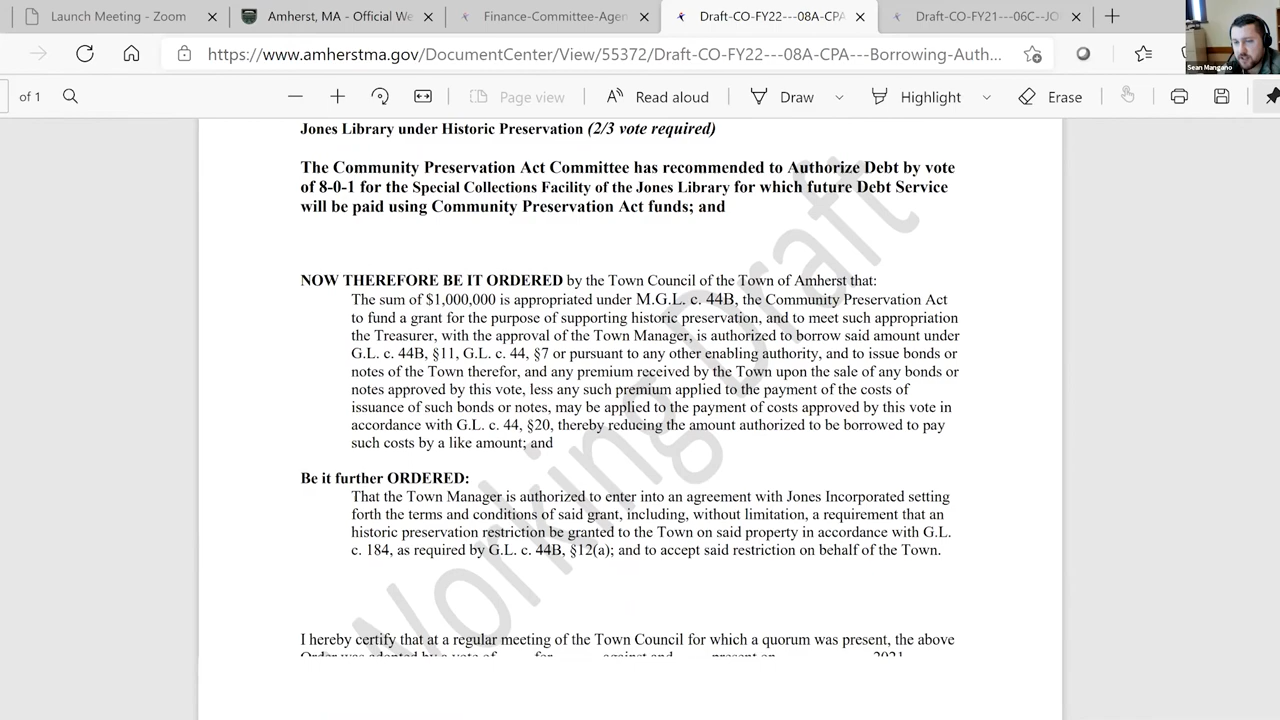 Launch Meeting - Zoom
Amherst, MA - Official We
Finance-Committee-Agen
Draft-CO-FY22---08A-CPA
Draft-CO-FY21---06C--JO
https://www.amherstma.gov/DocumentCenter/View/55372/Draft-CO-FY22---08A-CPA---Borrowing-Auth...
Sean Mangano
of 1
Page view
Read aloud
Draw
Highlight
Erase
Jones Library under Historic Preservation (2/3 vote required)
The Community Preservation Act Committee has recommended to Authorize Debt by vote
of 8-0-1 for the Special Collections Facility of the Jones Library for which future Debt Service
will be paid using Community Preservation Act funds; and
NOW THEREFORE BE IT ORDERED by the Town Council of the Town of Amherst that:
The sum of $1,000,000 is appropriated under M.G.L. c. 44B, the Community Preservation Act
to fund a grant for the purpose of supporting historic preservation, and to meet such appropriation
the Treasurer, with the approval of the Town Manager, is authorized to borrow said amount under
G.L. c. 44B, §11, G.L. c. 44, §7 or pursuant to any other enabling authority, and to issue bonds or
notes of the Town therefor, and any premium received by the Town upon the sale of any bonds or
notes approved by this vote, less any such premium applied to the payment of the costs of
issuance of such bonds or notes, may be applied to the payment of costs approved by this vote in
accordance with G.L. c. 44, §20, thereby reducing the amount authorized to be borrowed to pay
such costs by a like amount; and
Be it further ORDERED:
That the Town Manager is authorized to enter into an agreement with Jones Incorporated setting
forth the terms and conditions of said grant, including, without limitation, a requirement that an
historic preservation restriction be granted to the Town on said property in accordance with G.L.
c. 184, as required by G.L. c. 44B, §12(a); and to accept said restriction on behalf of the Town.
Working Draft
I hereby certify that at a regular meeting of the Town Council for which a quorum was present, the above
Order was adopted by a vote of for against and present on 2021